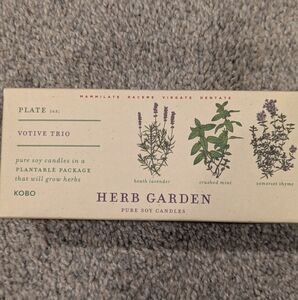 MAMMILATE RACEME VIRGATE DENTATE
PLATE
VOTIVE TRIO
pure soy candles in a
PLANTABLE PACKAGE
that will grow herbs
KOBO
heath lavender
crushed mint
somerset thyme
HERB GARDEN
PURE SOY CANDLES